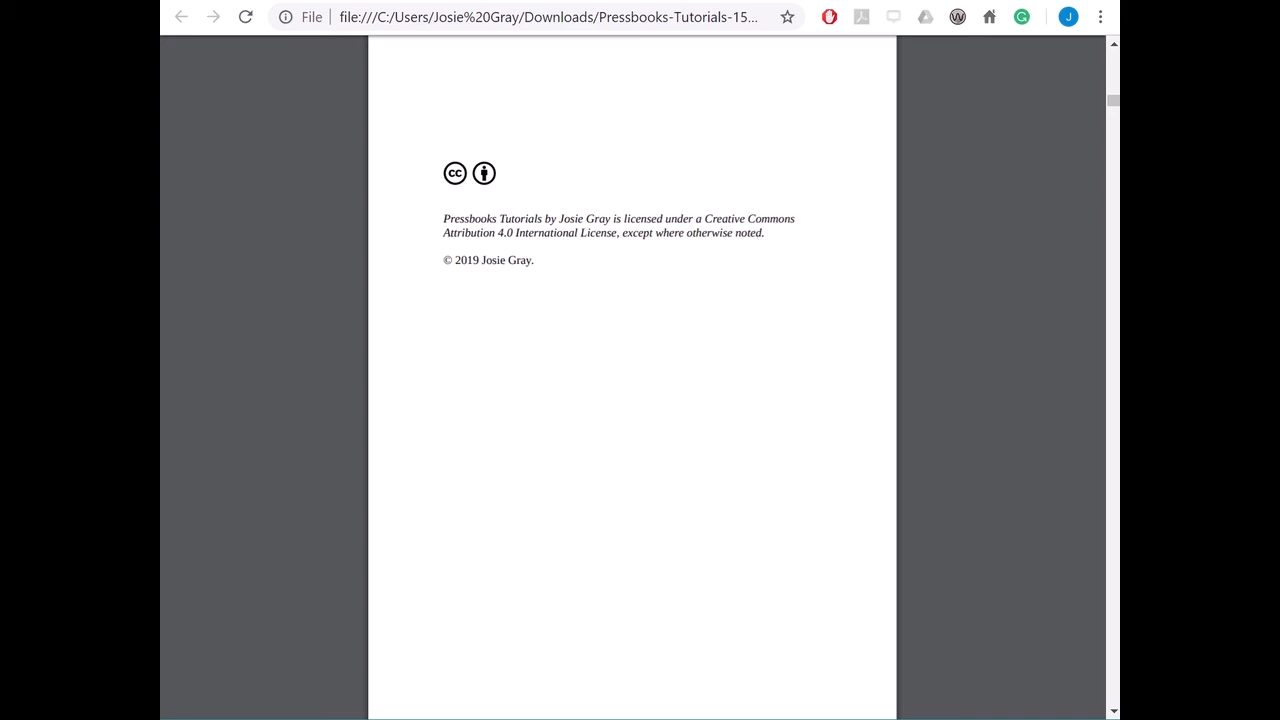 File file:///C:/Users/Josie%20Gray/Downloads/Pressbooks-Tutorials-15... W J
cc
Pressbooks Tutorials by Josie Gray is licensed under a Creative Commons
Attribution 4.0 International License, except where otherwise noted.
© 2019 Josie Gray.